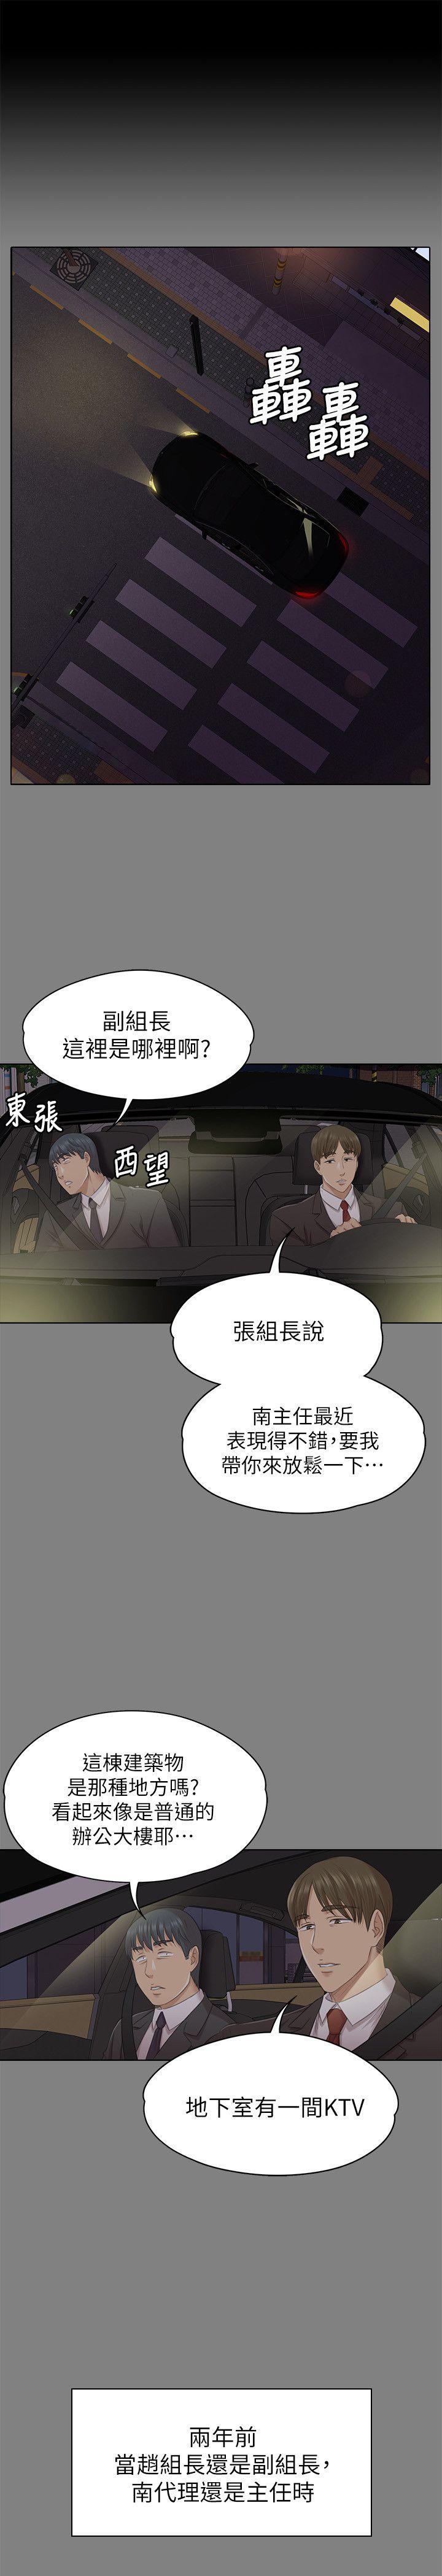 轟
轟
副組長
這裡是哪裡啊?
東張
西望
張組長說
南主任最近
表現得不錯,要我
帶你來放鬆一下…
這棟建築物
是那種地方嗎?
看起來像是普通的
辦公大樓耶…
地下室有一間KTV
兩年前
當趙組長還是副組長,
南代理還是主任時